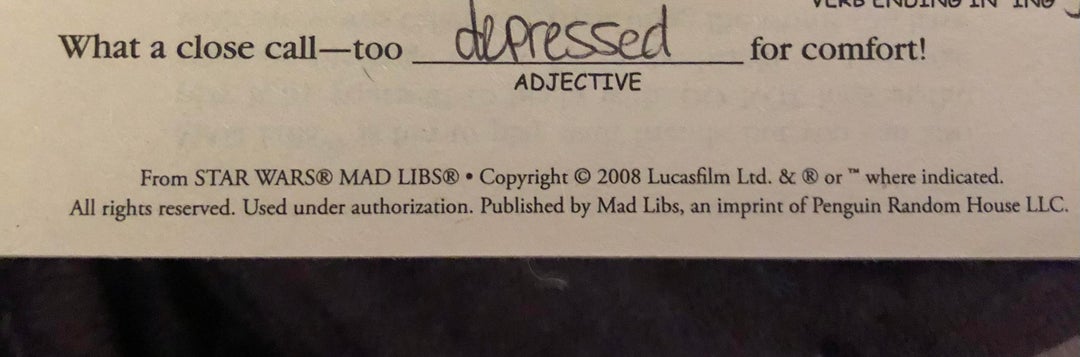 VERB ENDING IN "ING"
What a close call—too depressed for comfort!
ADJECTIVE
From STAR WARS® MAD LIBS® • Copyright © 2008 Lucasfilm Ltd. & ® or ™ where indicated.
All rights reserved. Used under authorization. Published by Mad Libs, an imprint of Penguin Random House LLC.